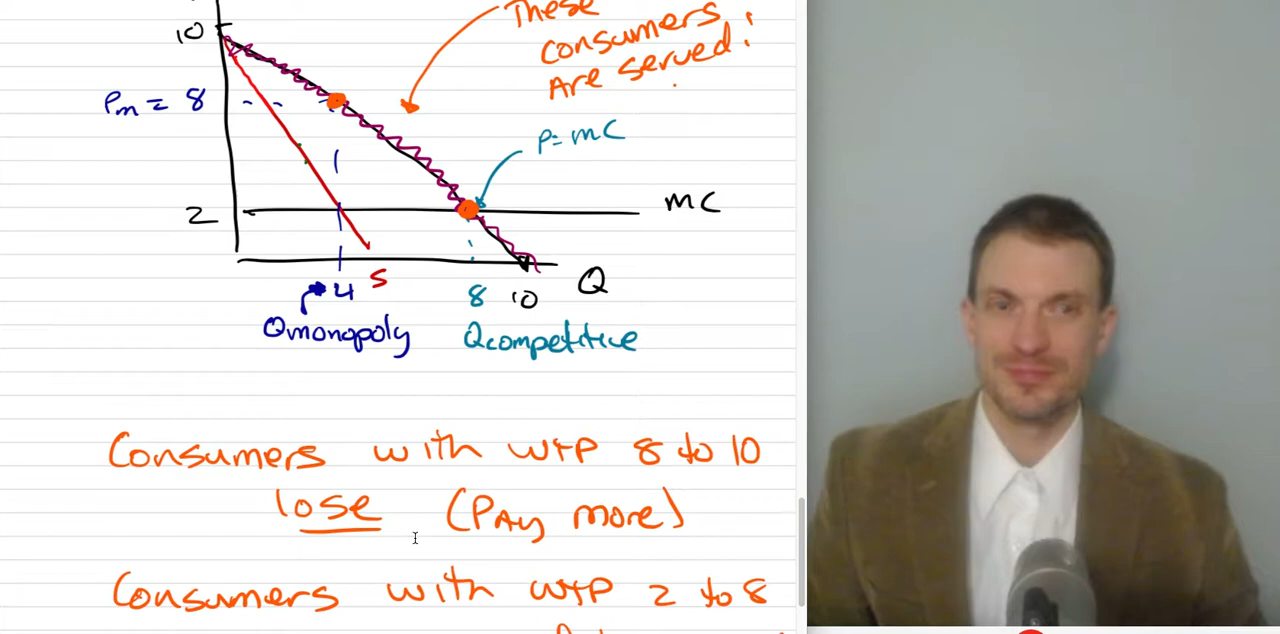 These
10
consumers
Are served!
Pm = 8
P=MC
2
MC
4
5
8
10
Q
Qmonopoly
Qcompetitive
Consumers with WTP 8 to 10
lose (PAy more)
Consumers with WTP 2 to 8